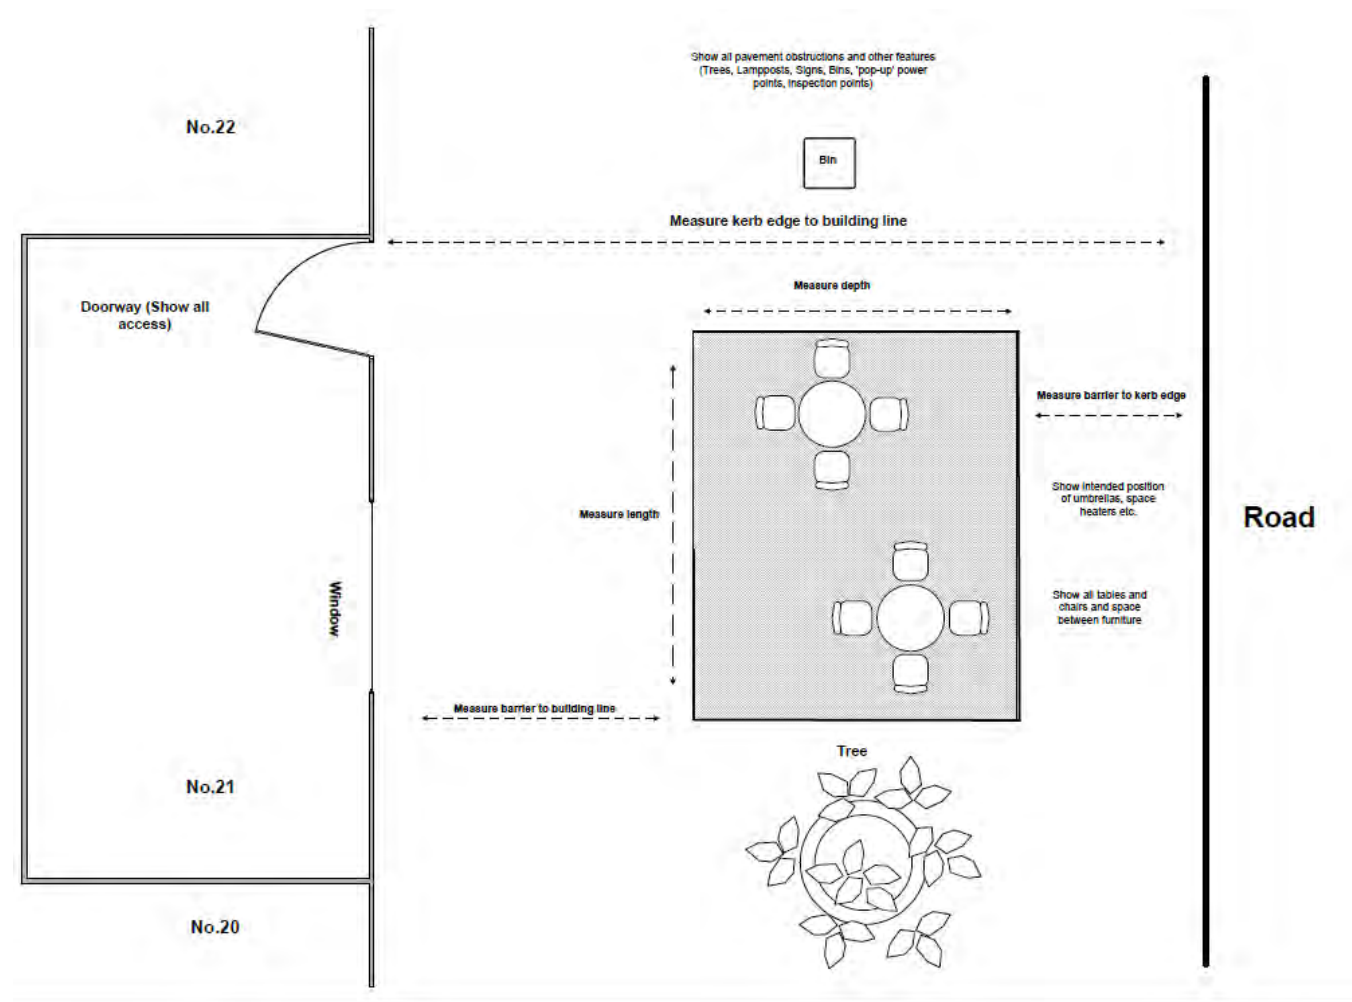 Show all pavement obstructions and other features
(Trees, Lampposts, Signs, Bins, 'pop-up' power
points, inspection points)
No.22
Bin
Measure kerb edge to building line
Measure depth
Doorway (Show all
access)
Measure barrier to kerb edge
Show intended position
of umbrellas, space
heaters etc.
Measure length
Road
Window
Show all tables and
chairs and space
between furniture
Measure barrier to building line
Tree
No.21
No.20